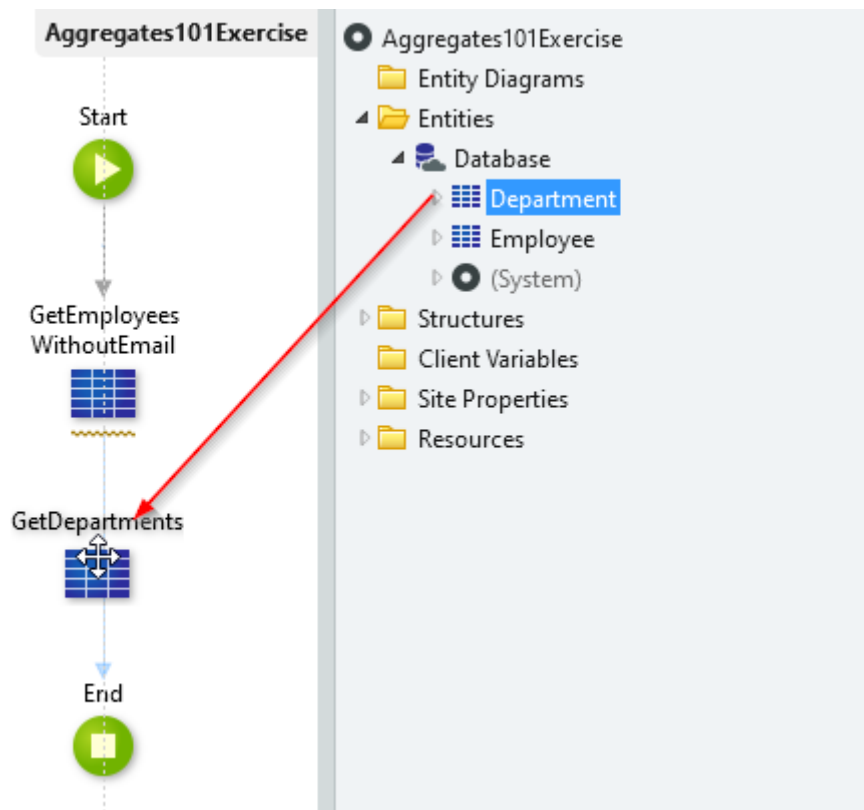 Aggregates101Exercise
Start
GetEmployees
WithoutEmail
GetDepartments
End
Aggregates101Exercise
Entity Diagrams
Entities
Database
Department
Employee
(System)
Structures
Client Variables
Site Properties
Resources